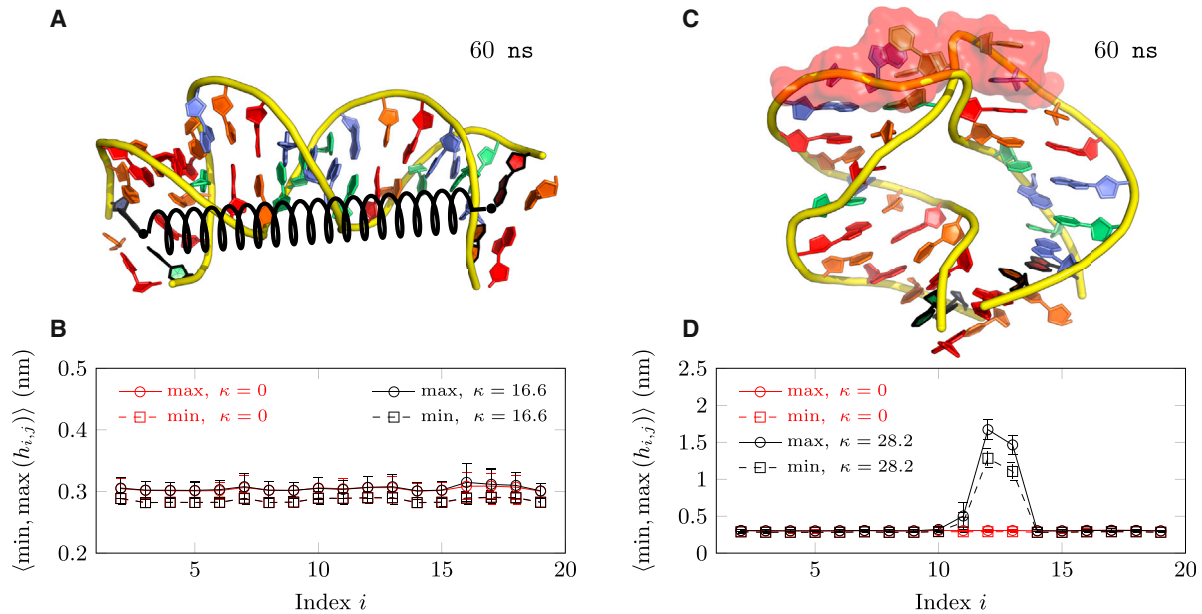 A
60 ns
C
60 ns
B
⟨min, max (h_{i,j})⟩ (nm)
0.5
0.4
0.3
0.2
max, κ = 0
min, κ = 0
max, κ = 16.6
min, κ = 16.6
5 10 15 20
Index i
D
⟨min, max (h_{i,j})⟩ (nm)
2.5
2
1.5
1
0.5
0
max, κ = 0
min, κ = 0
max, κ = 28.2
min, κ = 28.2
5 10 15 20
Index i